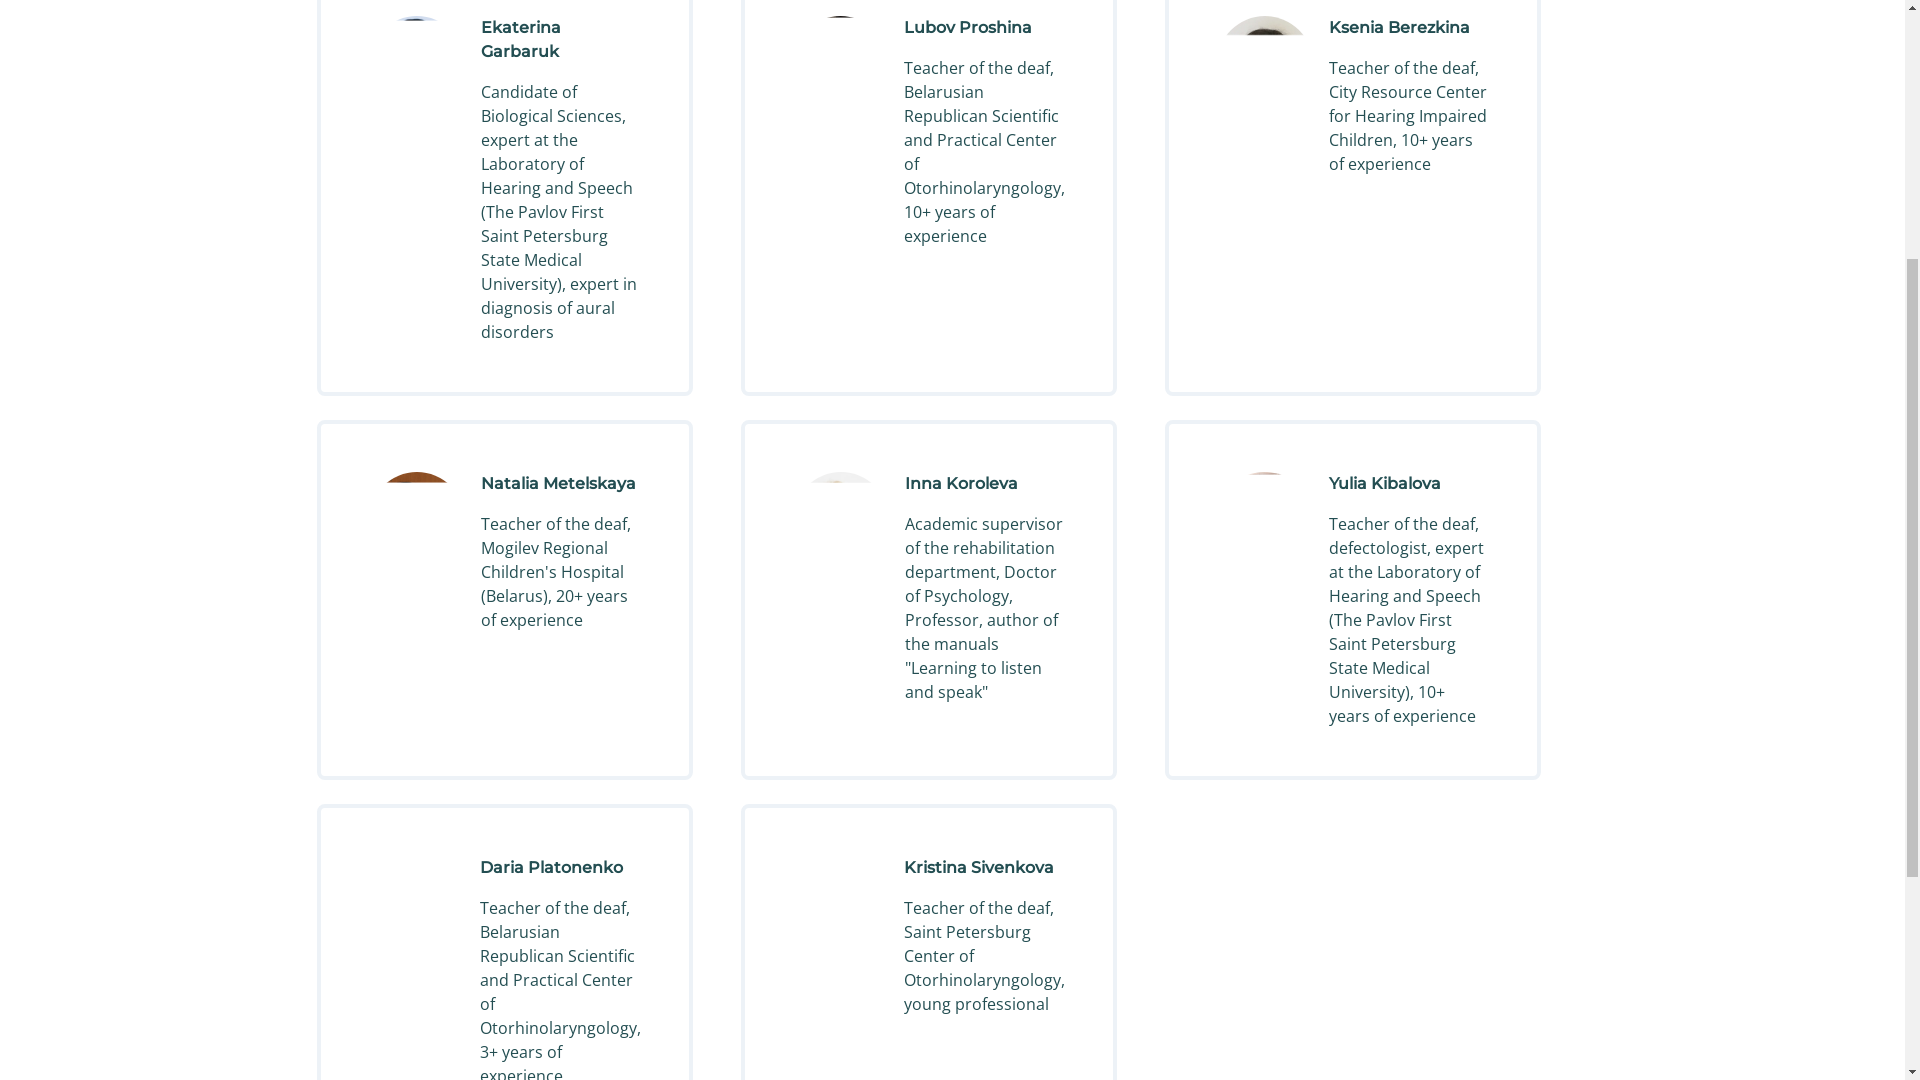 Ekaterina
Garbaruk
Candidate of
Biological Sciences,
expert at the
Laboratory of
Hearing and Speech
(The Pavlov First
Saint Petersburg
State Medical
University), expert in
diagnosis of aural
disorders
Lubov Proshina
Teacher of the deaf,
Belarusian
Republican Scientific
and Practical Center
of
Otorhinolaryngology,
10+ years of
experience
Ksenia Berezkina
Teacher of the deaf,
City Resource Center
for Hearing Impaired
Children, 10+ years
of experience
Natalia Metelskaya
Teacher of the deaf,
Mogilev Regional
Children's Hospital
(Belarus), 20+ years
of experience
Inna Koroleva
Academic supervisor
of the rehabilitation
department, Doctor
of Psychology,
Professor, author of
the manuals
"Learning to listen
and speak"
Yulia Kibalova
Teacher of the deaf,
defectologist, expert
at the Laboratory of
Hearing and Speech
(The Pavlov First
Saint Petersburg
State Medical
University), 10+
years of experience
Daria Platonenko
Teacher of the deaf,
Belarusian
Republican Scientific
and Practical Center
of
Otorhinolaryngology,
3+ years of
experience
Kristina Sivenkova
Teacher of the deaf,
Saint Petersburg
Center of
Otorhinolaryngology,
young professional